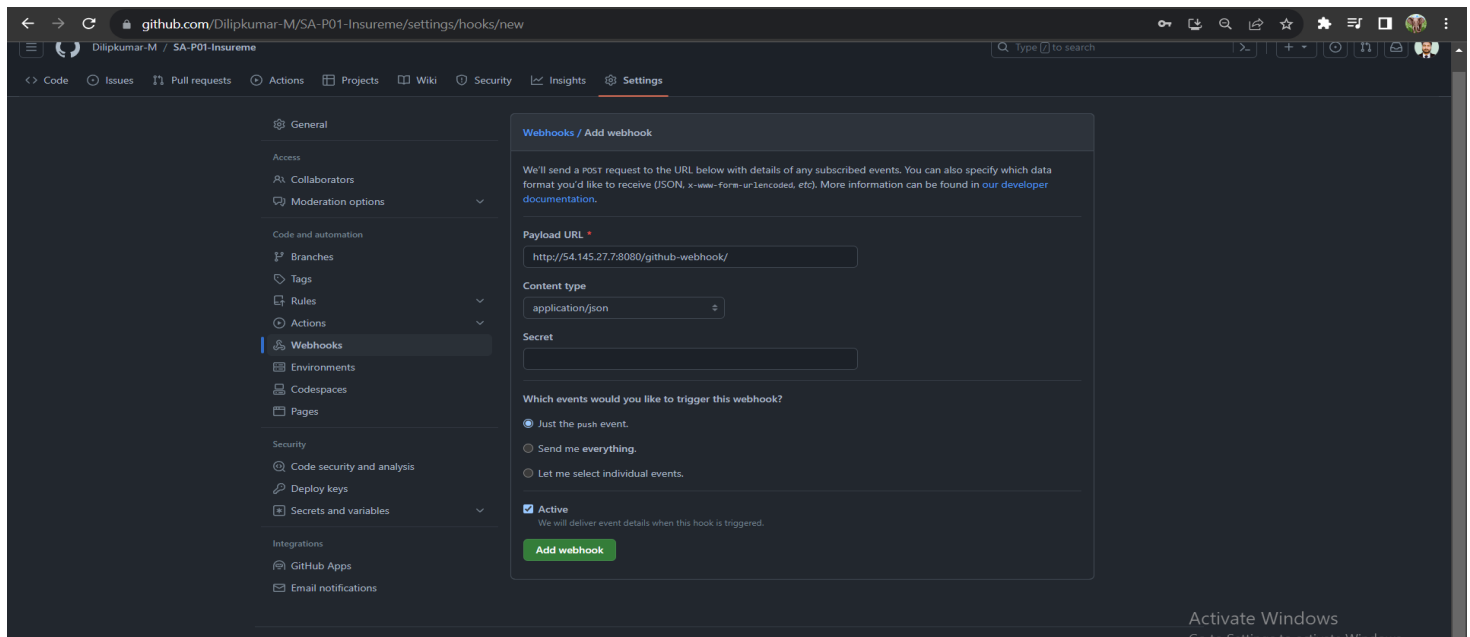 github.com/Dilipkumar-M/SA-P01-Insureme/settings/hooks/new
Dilipkumar-M / SA-P01-Insureme
Type / to search
Code Issues Pull requests Actions Projects Wiki Security Insights Settings
General
Access
Collaborators
Moderation options
Code and automation
Branches
Tags
Rules
Actions
Webhooks
Environments
Codespaces
Pages
Security
Code security and analysis
Deploy keys
Secrets and variables
Integrations
GitHub Apps
Email notifications
Webhooks / Add webhook
We'll send a POST request to the URL below with details of any subscribed events. You can also specify which data
format you'd like to receive (JSON, x-www-form-urlencoded, etc). More information can be found in our developer
documentation.
Payload URL *
http://54.145.27.7:8080/github-webhook/
Content type
application/json
Secret
Which events would you like to trigger this webhook?
Just the push event.
Send me everything.
Let me select individual events.
Active
We will deliver event details when this hook is triggered.
Add webhook
Activate Windows